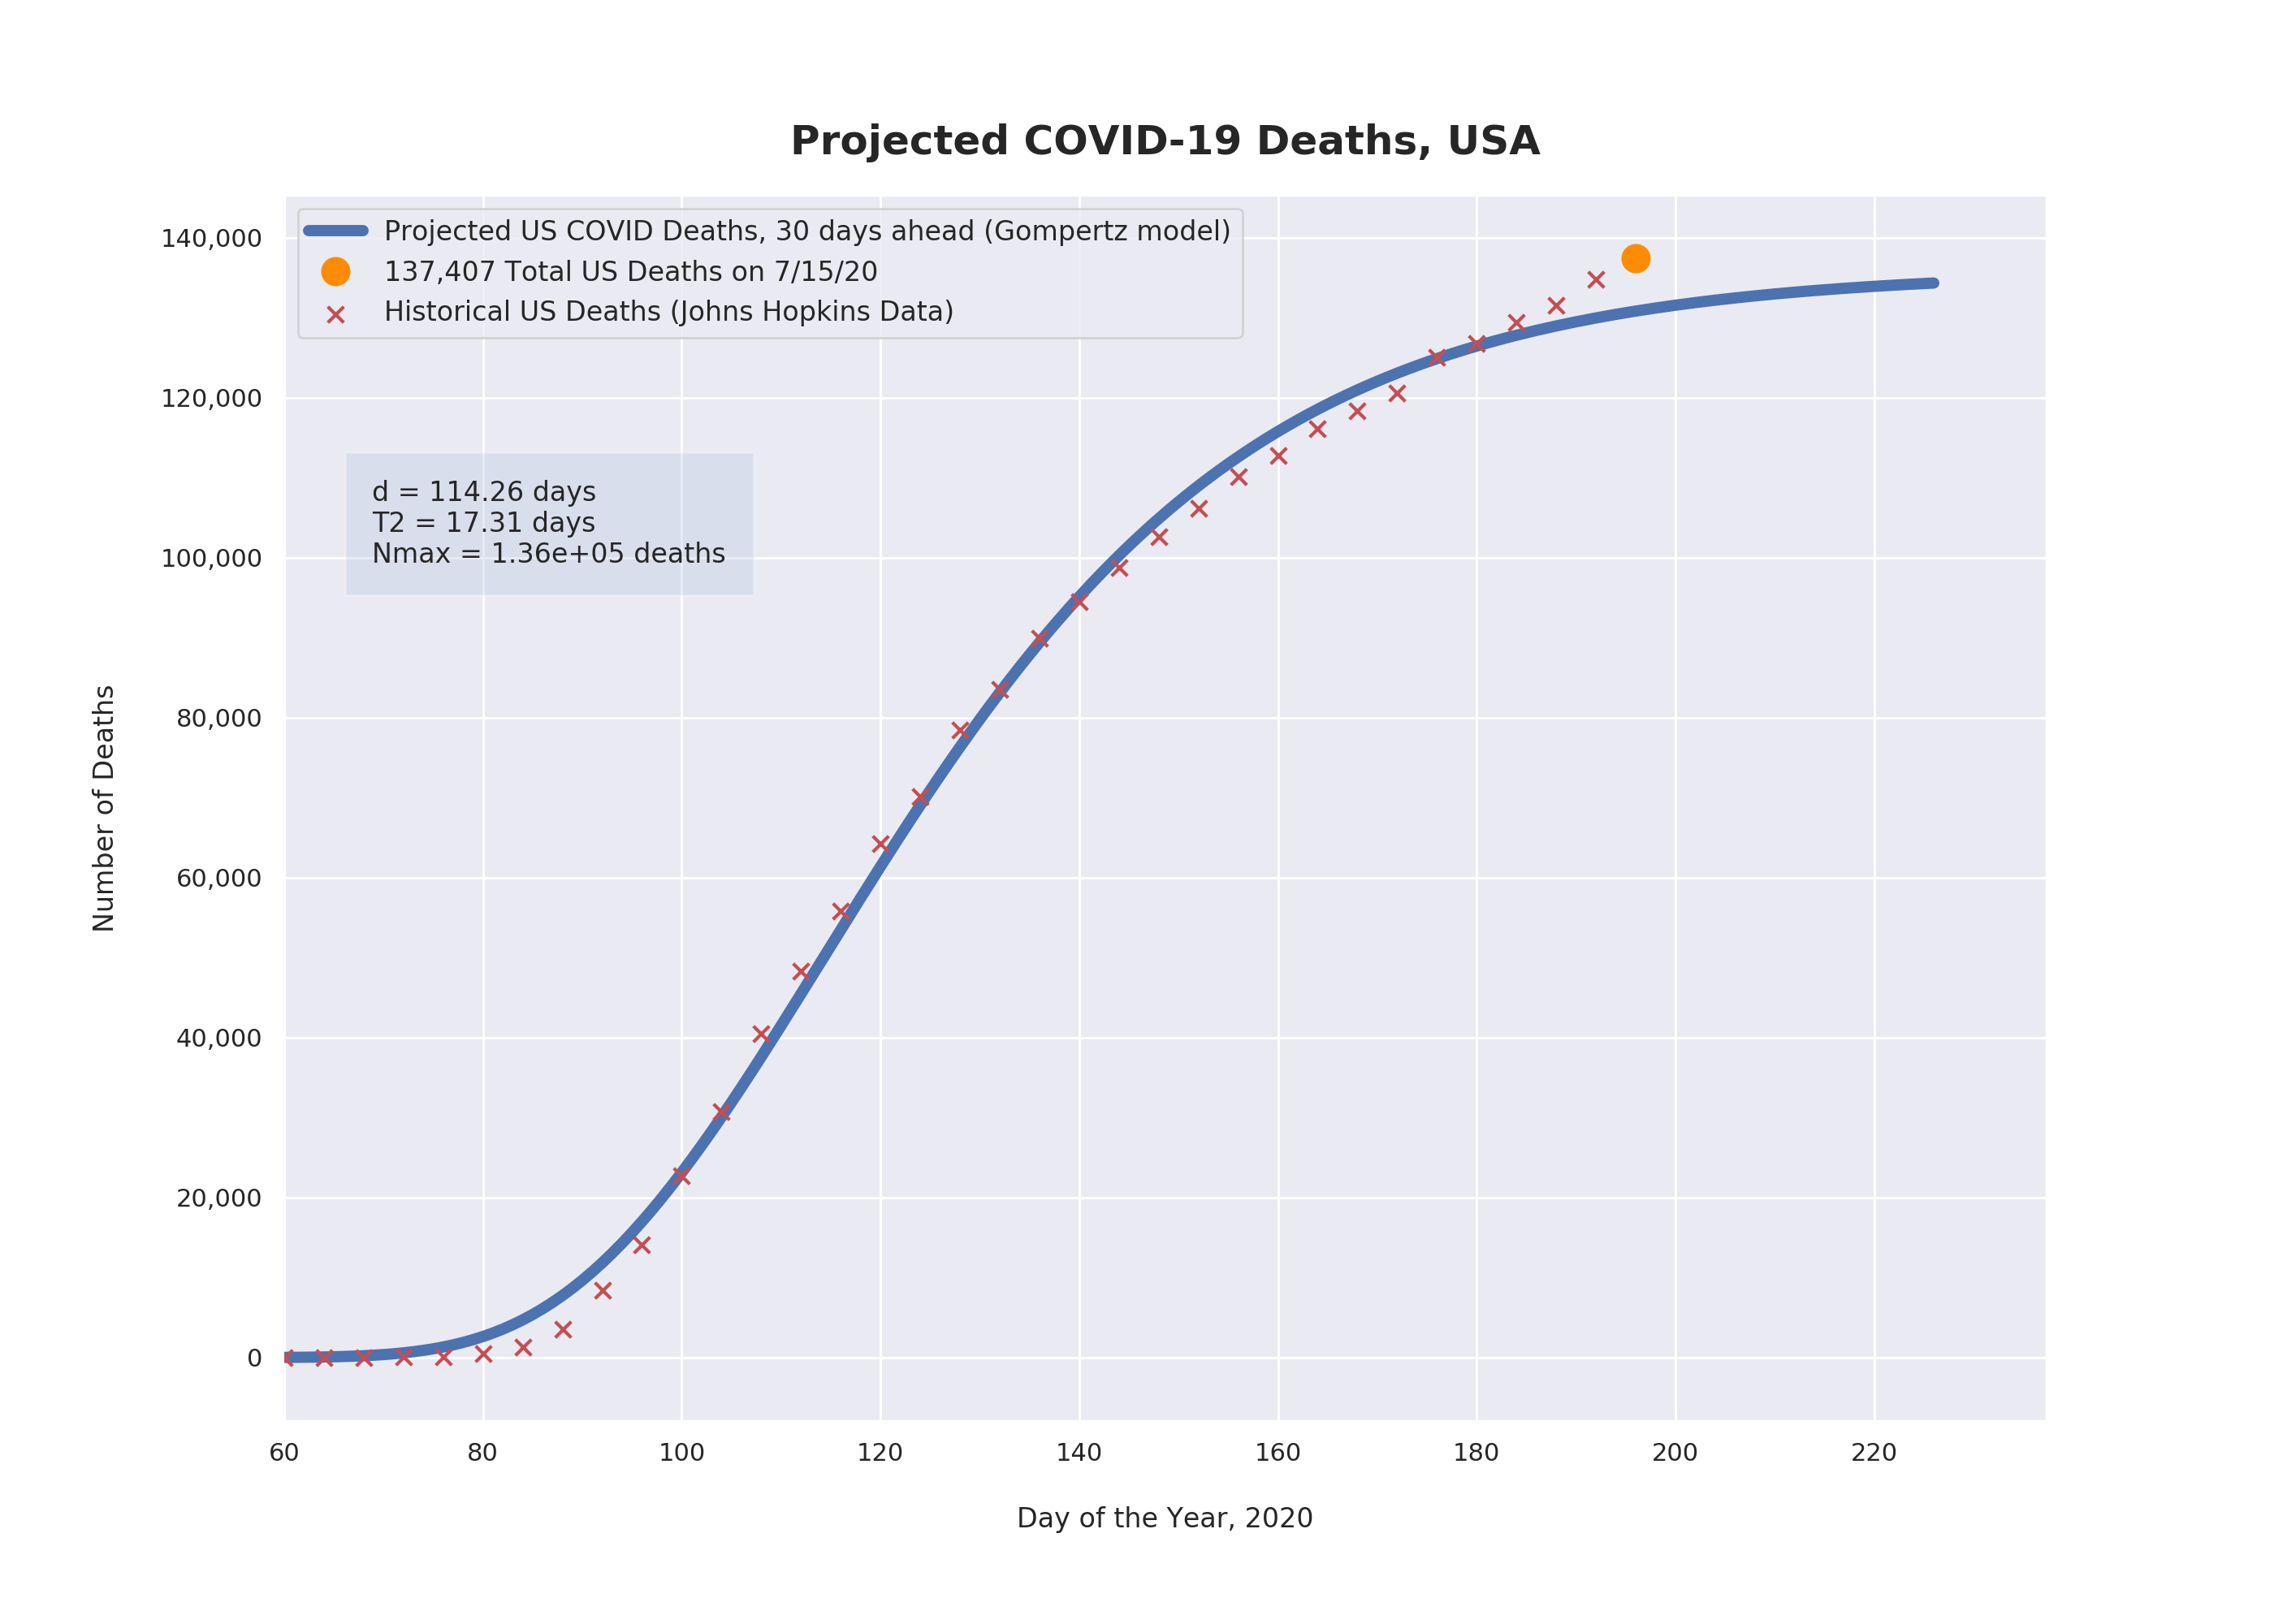 Projected COVID-19 Deaths, USA
Projected US COVID Deaths, 30 days ahead (Gompertz model)
137,407 Total US Deaths on 7/15/20
Historical US Deaths (Johns Hopkins Data)
d = 114.26 days
T2 = 17.31 days
Nmax = 1.36e+05 deaths
Number of Deaths
140,000
120,000
100,000
80,000
60,000
40,000
20,000
0
60 80 100 120 140 160 180 200 220
Day of the Year, 2020